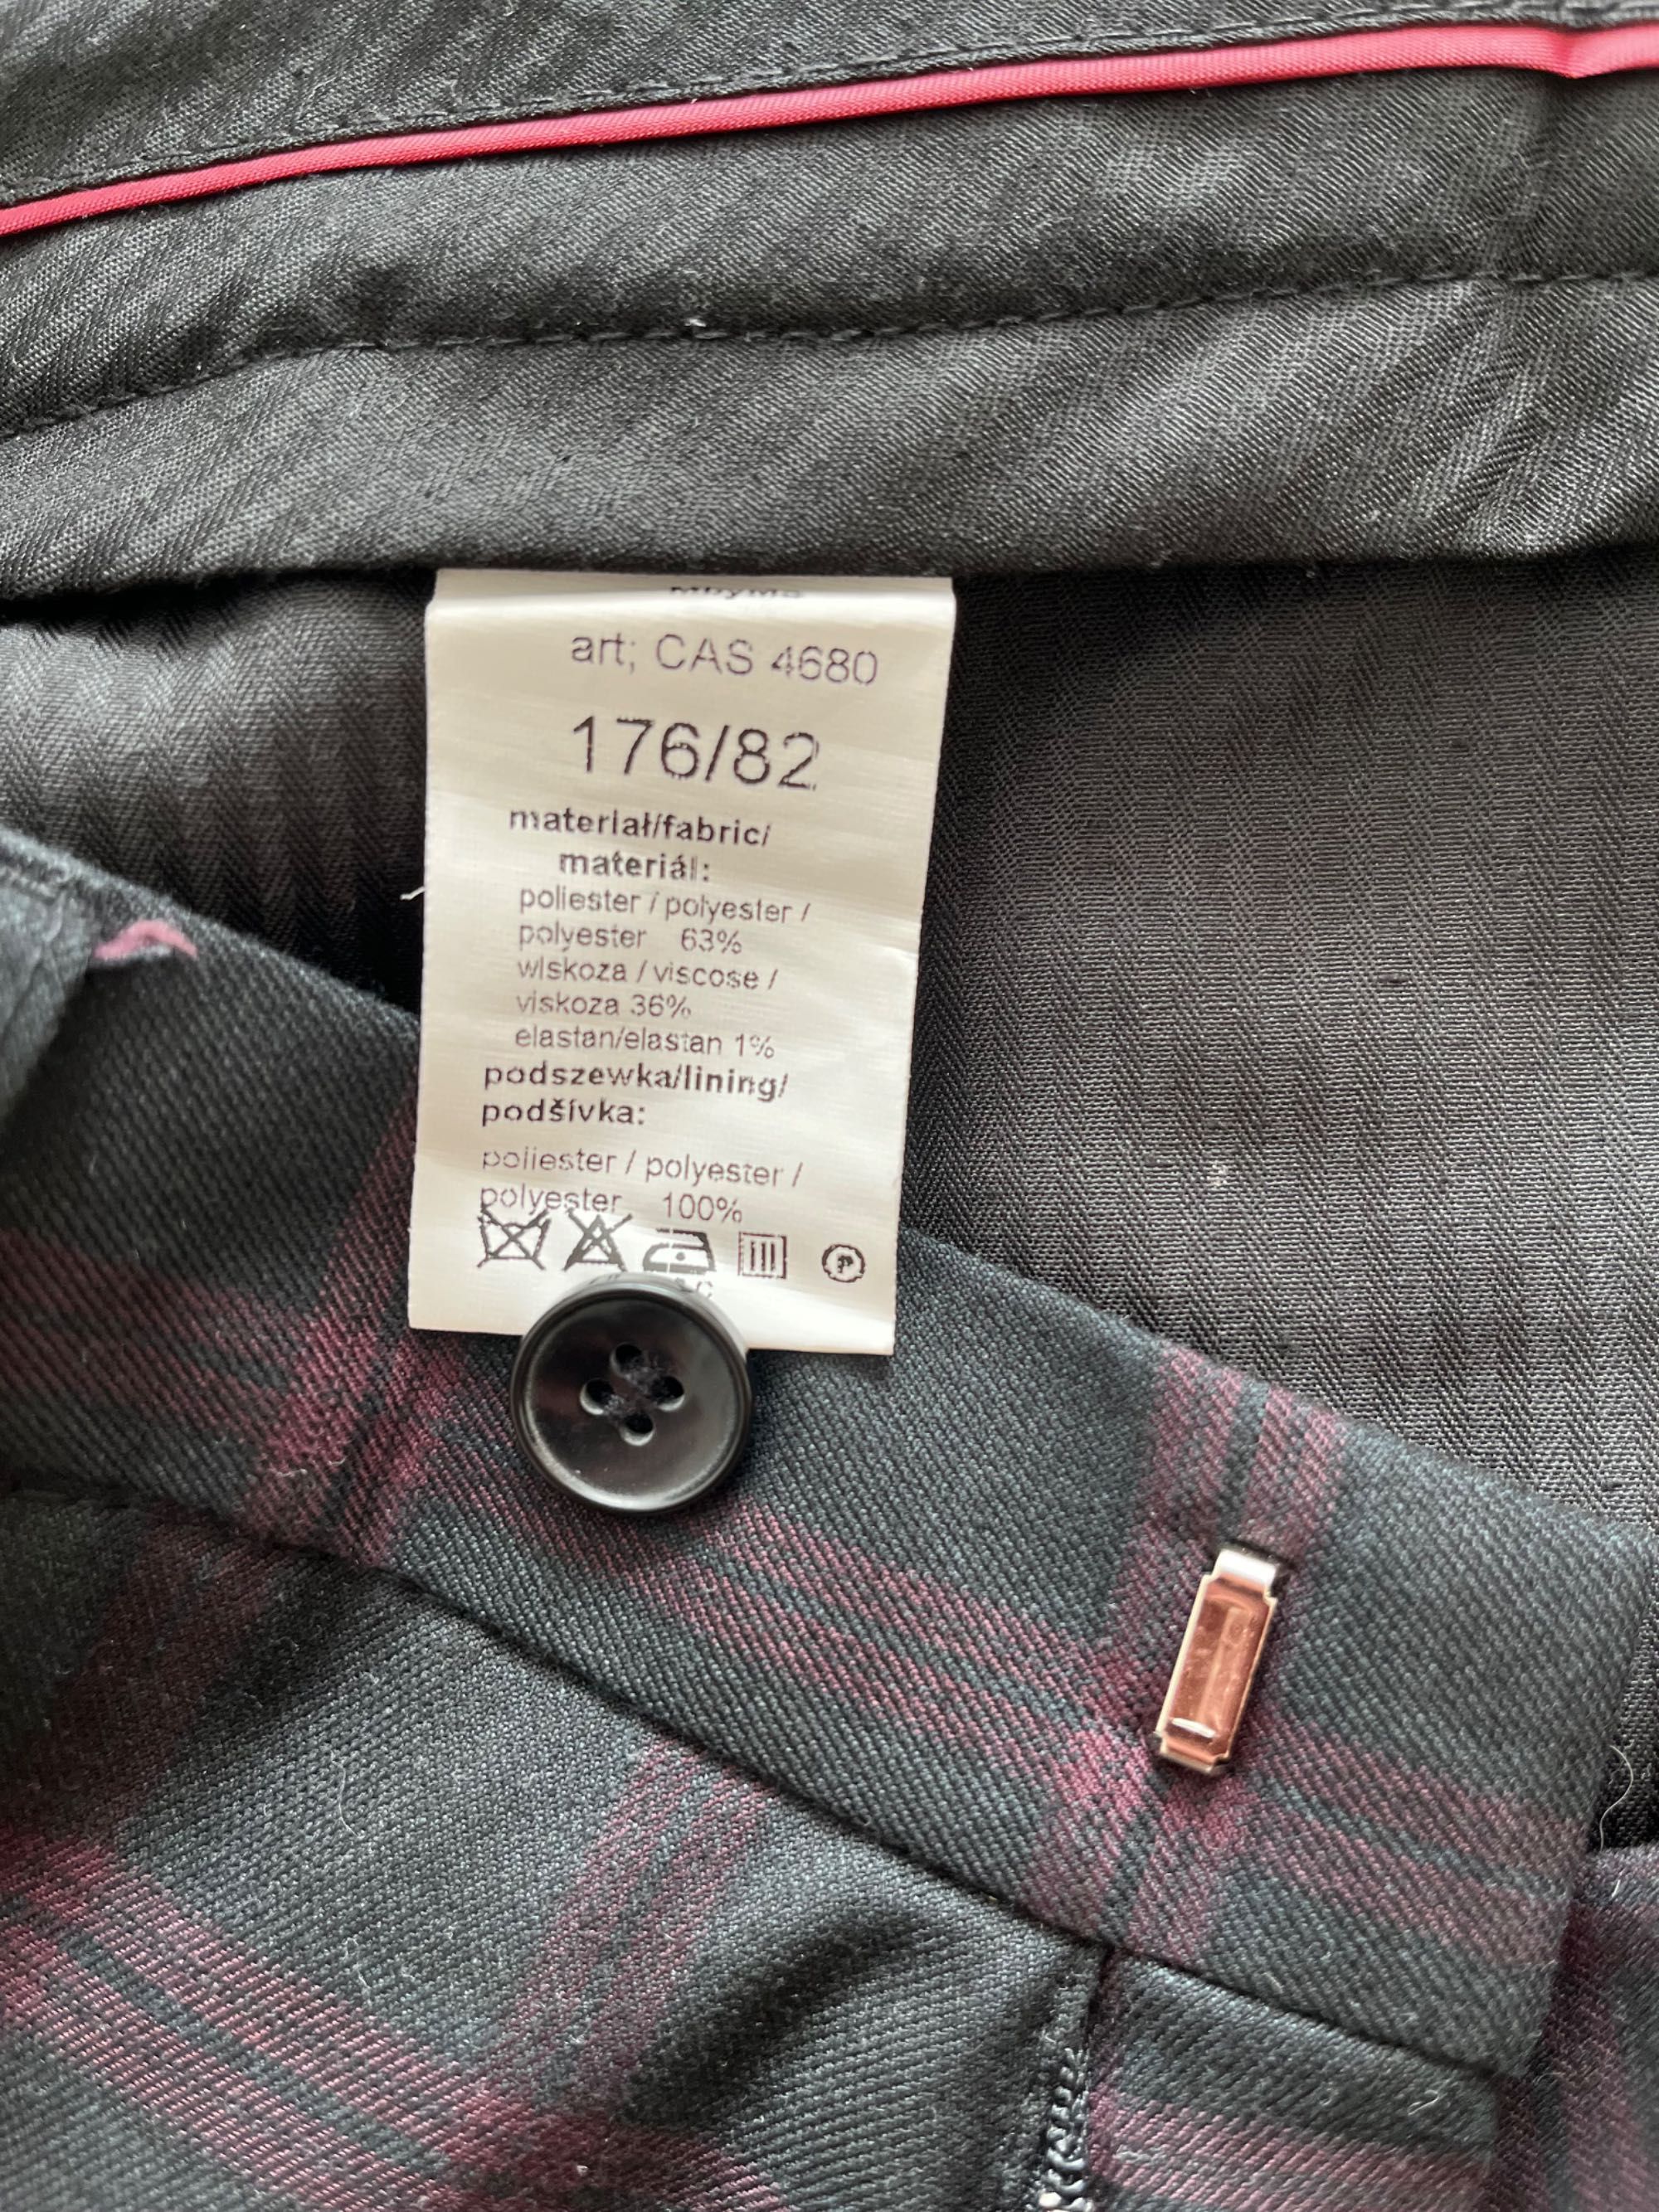 art; CAS 4680
176/82
materiał/fabric/
materiál:
poliester / polyester /
polyester 63%
wiskoza / viscose /
viskoza 36%
elastan/elastan 1%
podszewka/lining/
podšívka:
poliester / polyester /
polyester 100%
P